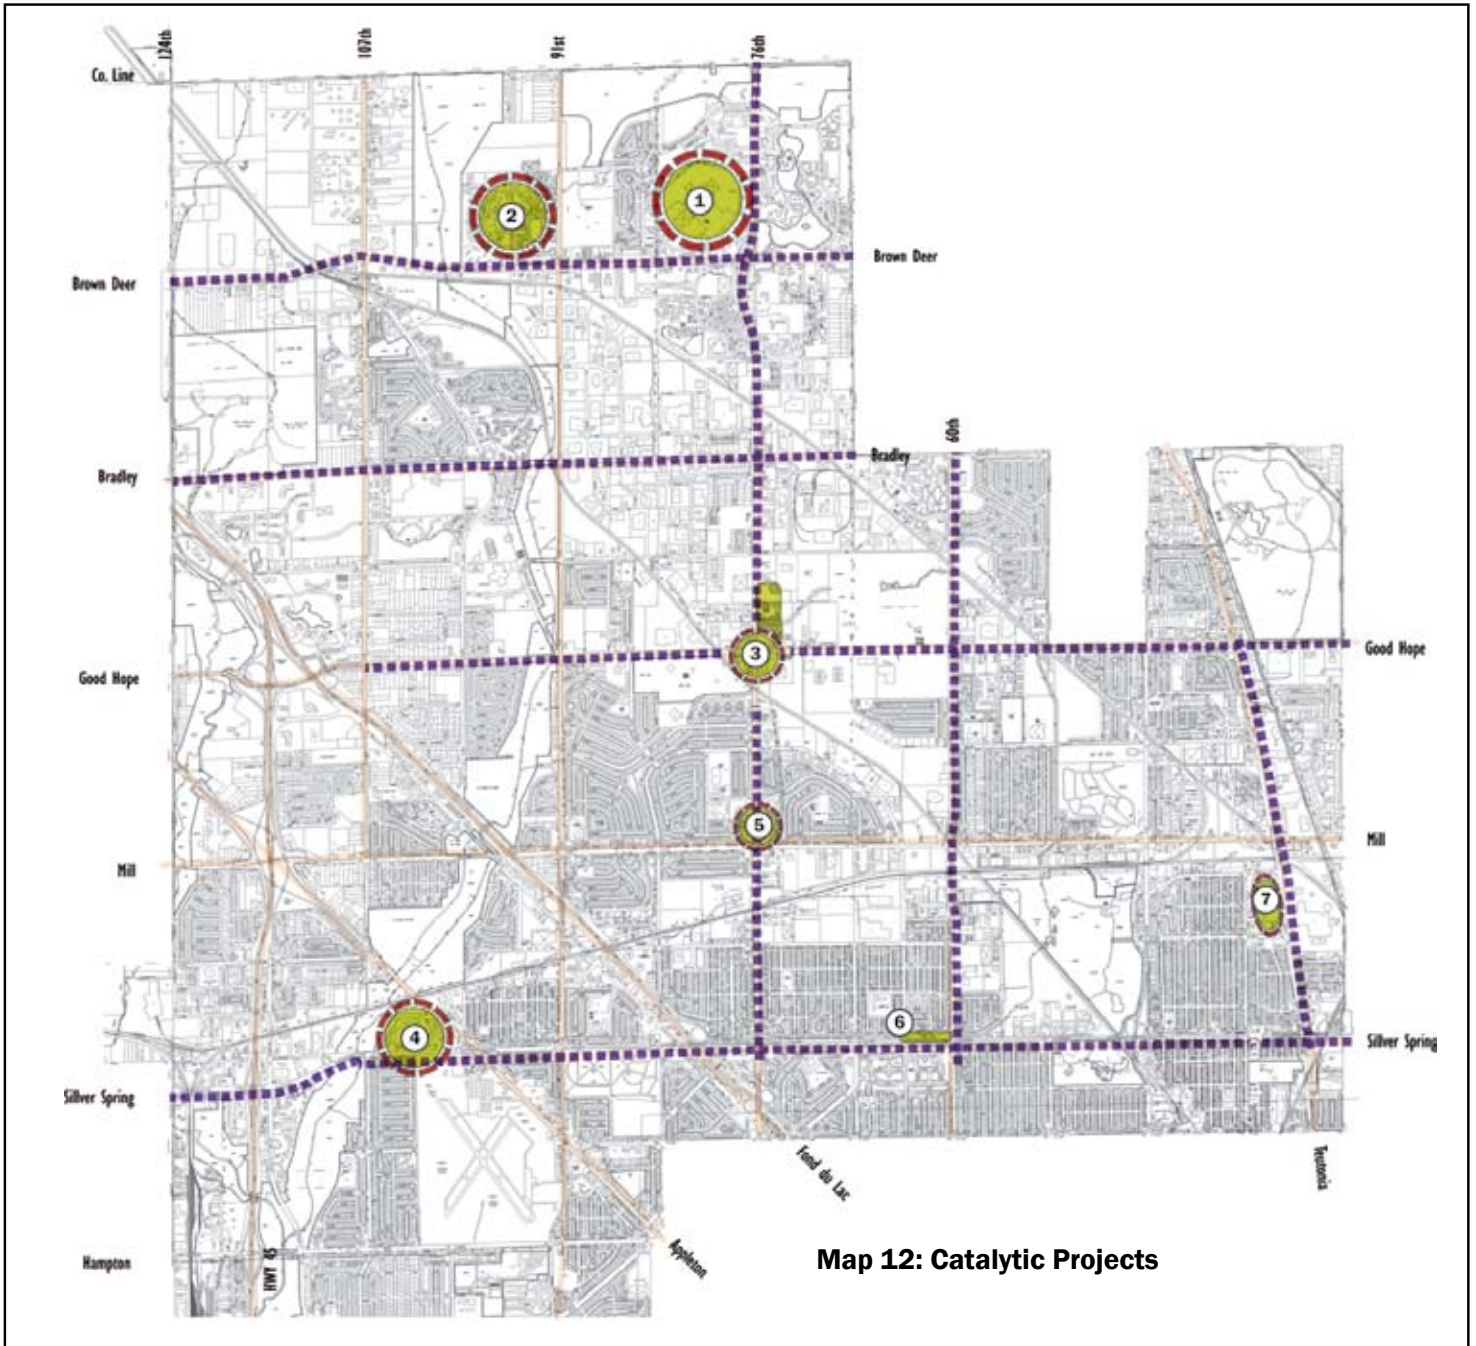 124th
107th
91st
76th
Co. Line
1
2
Brown Deer
Brown Deer
60th
Bradley
Bradley
3
Good Hope
Good Hope
5
Mill
Mill
7
6
4
Sillver Spring
Sillver Spring
Fond du Lac
Teutonia
Appleton
HWY 45
Hampton
Map 12: Catalytic Projects